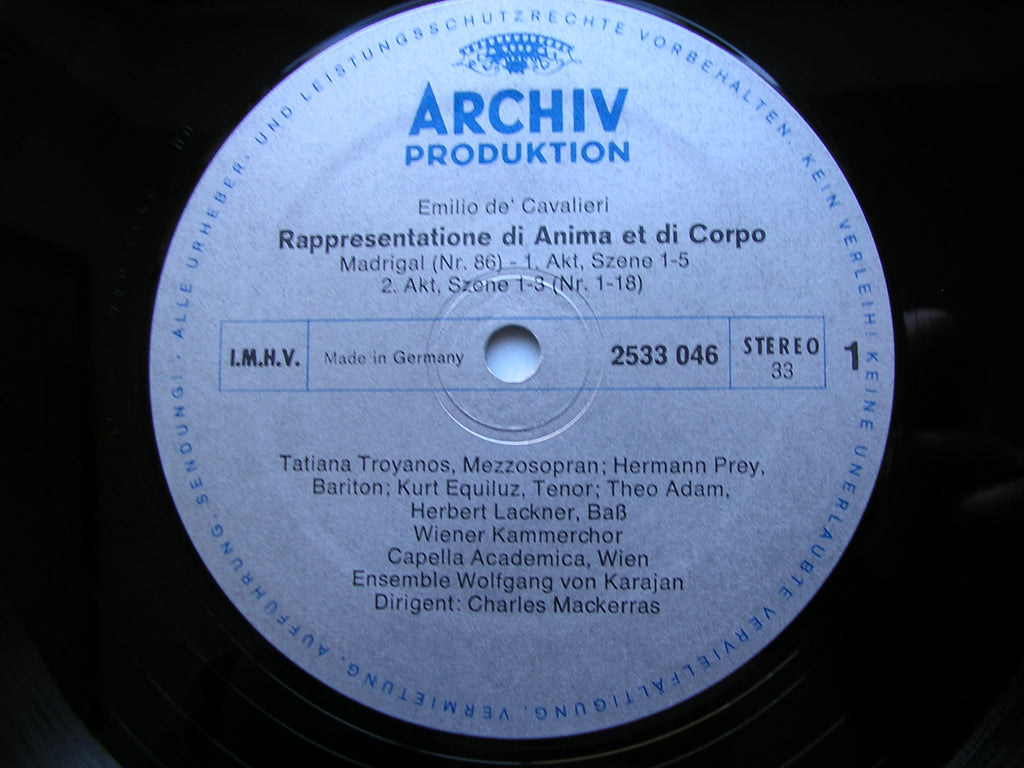 ALLE URHEBER- UND LEISTUNGSSCHUTZRECHTE VORBEHALTEN. KEIN VERLEIH! KEINE UNERLAUBTE VERVIELFÄLTIGUNG, VERMIETUNG, AUFFÜHRUNG, SENDUNG!
ARCHIV
PRODUKTION
Emilio de' Cavalieri
Rappresentatione di Anima et di Corpo
Madrigal (Nr. 86) - 1. Akt, Szene 1-5
2. Akt, Szene 1-3 (Nr. 1-18)
I.M.H.V. Made in Germany 2533 046 STEREO 33 1
Tatiana Troyanos, Mezzosopran; Hermann Prey,
Bariton; Kurt Equiluz, Tenor; Theo Adam,
Herbert Lackner, Baß
Wiener Kammerchor
Capella Academica, Wien
Ensemble Wolfgang von Karajan
Dirigent: Charles Mackerras